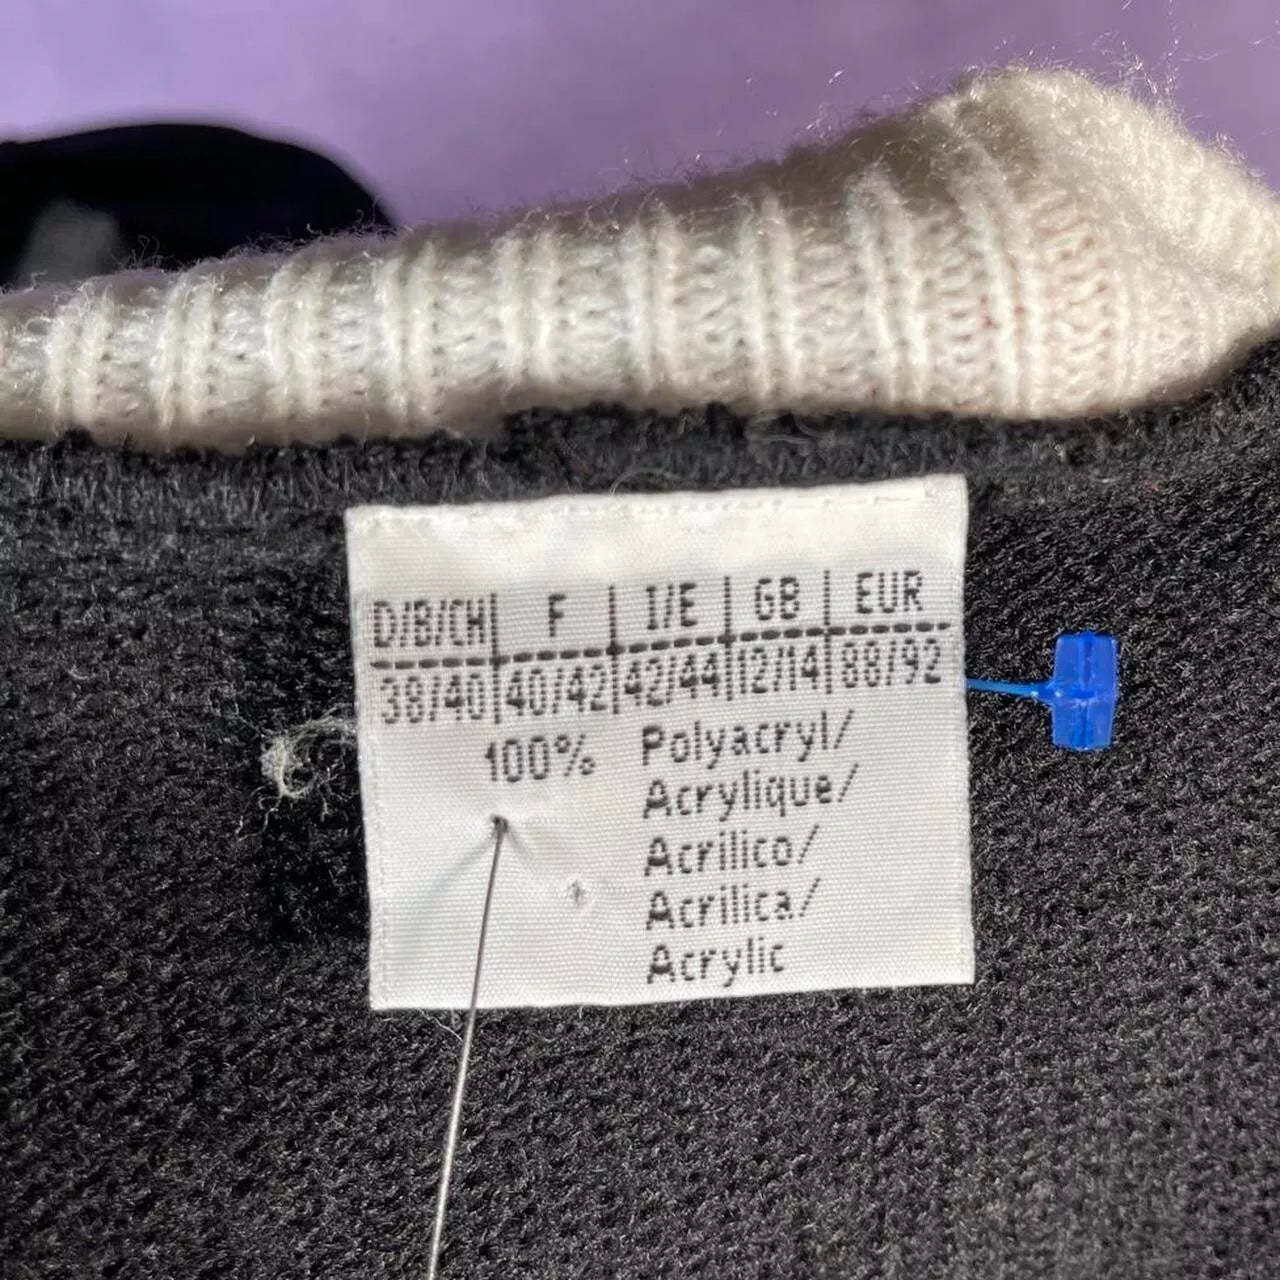 D/B/CH| F | I/E | GB | EUR
38/40|40/42|42/44|12/14|88/92
100% Polyacryl/
Acrylique/
Acrilico/
Acrilica/
Acrylic